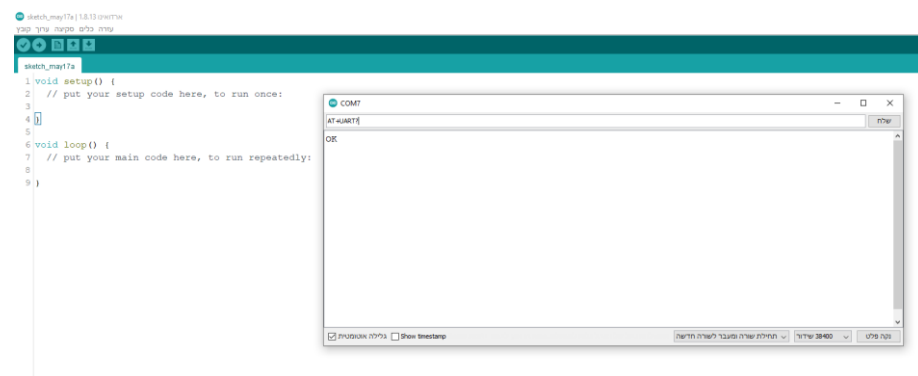 sketch_may17a | 1.8.13 ארדואינו
קובץ ערוך סקיצה כלים עזרה
sketch_may17a
1 void setup() {
2 // put your setup code here, to run once:
3
4 }
5
6 void loop() {
7 // put your main code here, to run repeatedly:
8
9 }
COM7
AT+UART?
שלח
OK
גלילה אוטומטית Show timestamp
תחילת שורה ומעבר לשורה חדשה
38400 שידור
נקה פלט